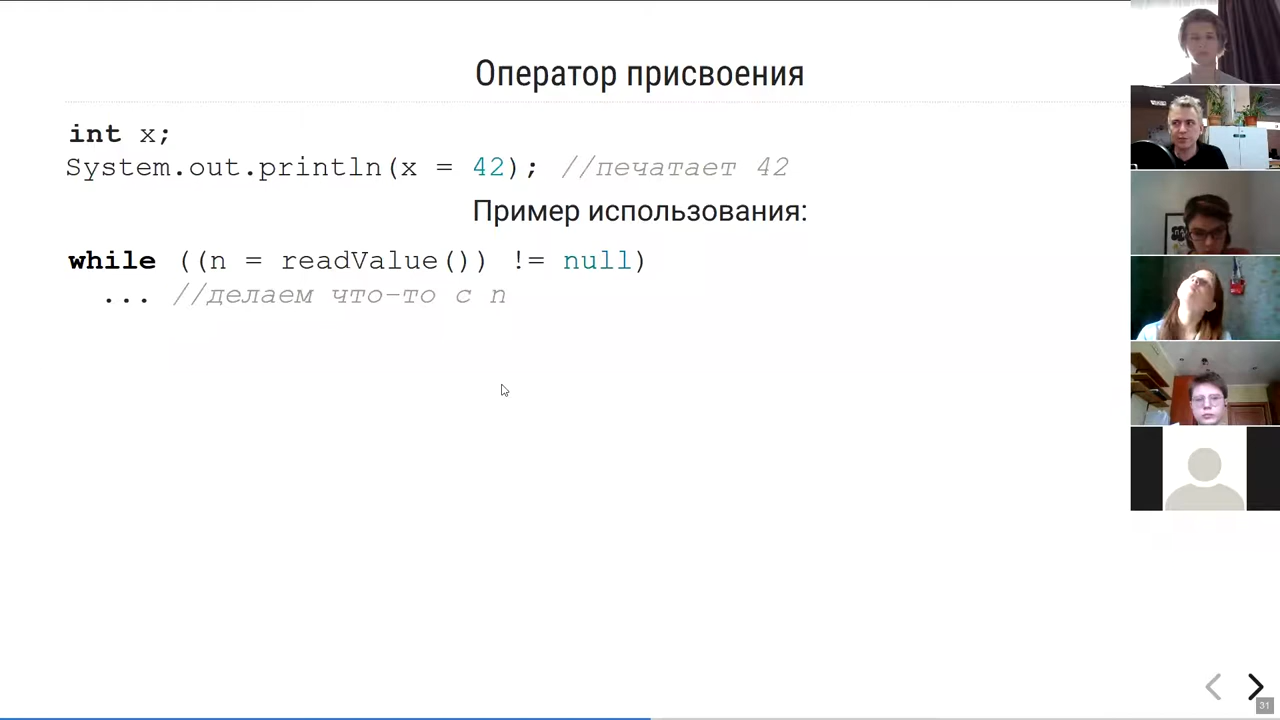 Оператор присвоения
int x;
System.out.println(x = 42); //печатает 42
Пример использования:
while ((n = readValue()) != null)
... //делаем что-то с n
31